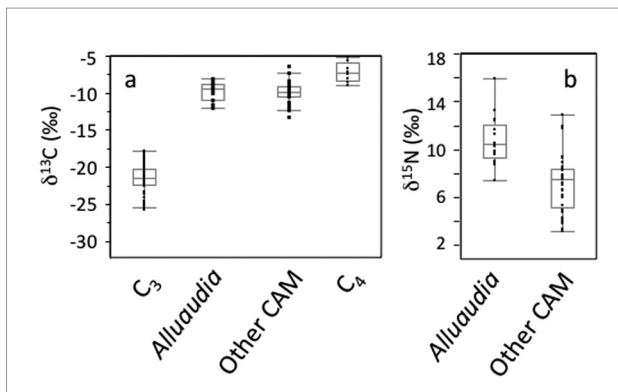 a
δ¹³C (‰)
-5
-10
-15
-20
-25
-30
C₃
Alluaudia
Other CAM
C₄
b
δ¹⁵N (‰)
18
14
10
6
2
Alluaudia
Other CAM